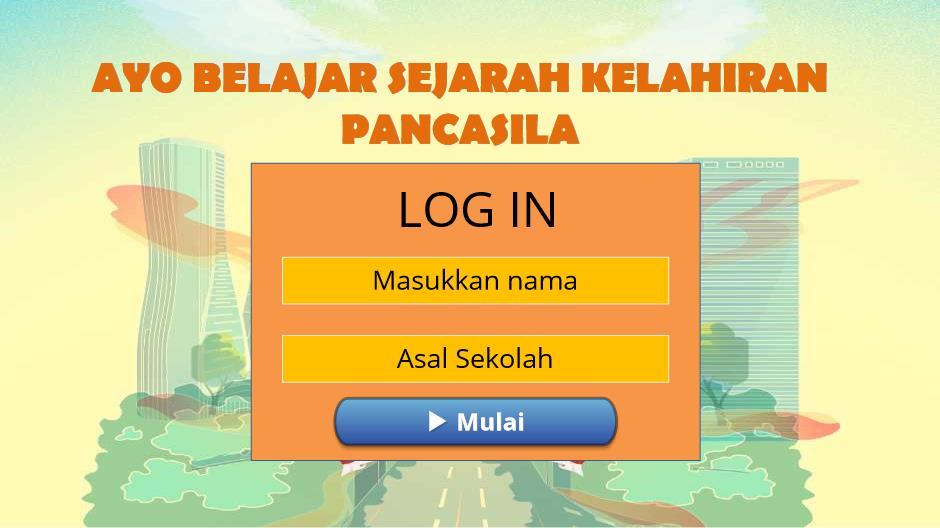 AYO BELAJAR SEJARAH KELAHIRAN
PANCASILA
LOG IN
Masukkan nama
Asal Sekolah
Mulai